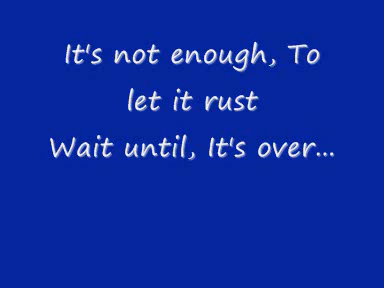 It's not enough, To
let it rust
Wait until, It's over...